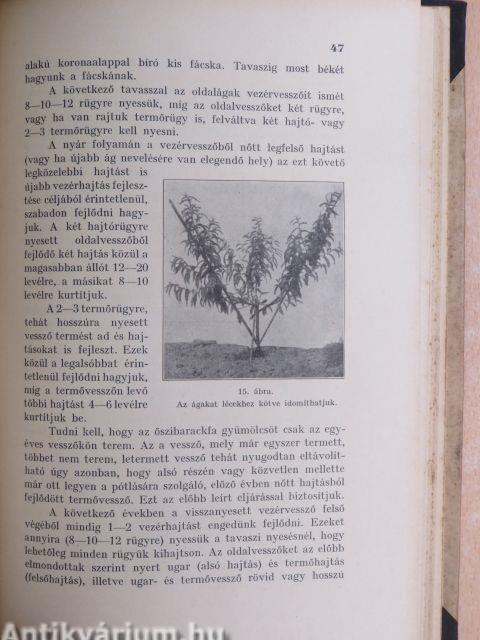 47
alakú koronaalappal bíró kis fácska. Tavaszig most békét
hagyunk a fácskának.
A következő tavasszal az oldalágak vezérvesszőit ismét
8—10—12 rügyre nyessük, míg az oldalvesszőket két rügyre,
vagy ha van rajtuk termőrügy is, felváltva két hajtó- vagy
2—3 termőrügyre kell nyesni.
A nyár folyamán a vezérvesszőből nőtt legfelső hajtást
(vagy ha újabb ág nevelésére van elegendő hely) az ezt követő
legközelebbi hajtást is
újabb vezérhajtás fejlesz-
tése céljából érintetlenül,
szabadon fejlődni hagy-
juk. A két hajtórügyre
nyesett oldalvesszőből
fejlődő két hajtás közül a
magasabban állót 12—20
levélre, a másikat 8—10
levélre kurtítjuk.
A 2—3 termőrügyre,
tehát hosszúra nyesett
vessző termést ad és haj-
tásokat is fejleszt. Ezek
közül a legalsóbbat érin-
tetlenül fejlődni hagyjuk,
míg a termővesszőn levő
többi hajtást 4—6 levélre
kurtítjuk be.
15. ábra.
Az ágakat lécekhez kötve idomíthatjuk.
Tudni kell, hogy az őszibarackfa gyümölcsöt csak az egy-
éves vesszőkön terem. Az a vessző, mely már egyszer termett,
többet nem terem, letermett vessző tehát nyugodtan eltávolít-
ható úgy azonban, hogy alsó részén vagy közvetlen mellette
már ott legyen a pótlására szolgáló, előző évben nőtt hajtásból
fejlődött termővessző. Ezt az előbb leírt eljárással biztosítjuk.
A következő években a visszanyesett vezérvessző felső
végéből mindig 1—2 vezérhajtást engedünk fejlődni. Ezeket
annyira (8—10—12 rügyre) nyessük a tavaszi nyesésnél, hogy
lehetőleg minden rügyük kihajtson. Az oldalvesszőket az előbb
elmondottak szerint nyert ugar (alsó hajtás) és termőhajtás
(felsőhajtás), illetve ugar- és termővessző rövid vagy hosszú
Antikvárium.hu